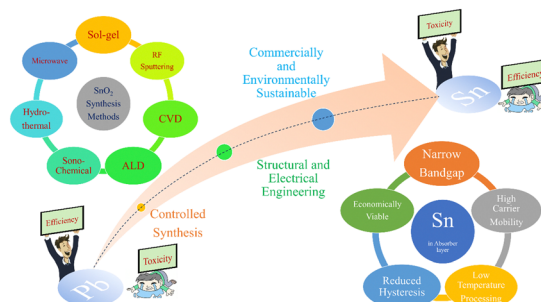 Sol-gel
Microwave
RF
Sputtering
SnO₂
Synthesis
Methods
Hydro-
thermal
CVD
Sono-
Chemical
ALD
Commercially
and
Environmentally
Sustainable
Toxicity
Efficiency
Sn
Structural and
Electrical
Engineering
Controlled
Synthesis
Efficiency
Toxicity
Pb
Narrow
Bandgap
Economically
Viable
High
Carrier
Mobility
Sn
in Absorber
layer
Reduced
Hysteresis
Low
Temperature
Processing